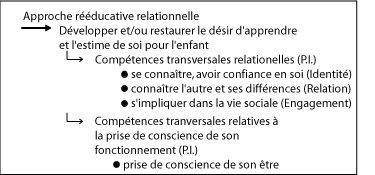 Approche rééducative relationnelle
Développer et/ou restaurer le désir d'apprendre
et l'estime de soi pour l'enfant
Compétences transversales relationelles (P.I.)
● se connaître, avoir confiance en soi (Identité)
● connaître l'autre et ses différences (Relation)
● s'impliquer dans la vie sociale (Engagement)
Compétences tranversales relatives à
la prise de conscience de son
fonctionnement (P.I.)
● prise de conscience de son être